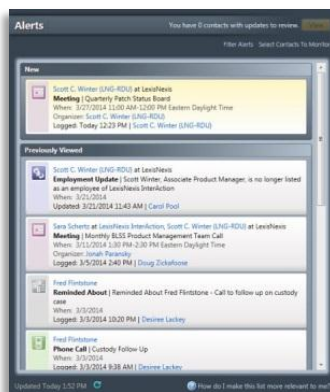 Alerts
You have 0 contacts with updates to review.
Filter Alerts Select Contacts To Monitor
New
Scott C. Winter (LNG-RDU) at LexisNexis
Meeting | Quarterly Patch Status Board
When: 3/27/2014 11:00 AM-12:00 PM Eastern Daylight Time
Organizer: Scott C. Winter (LNG-RDU)
Logged: Today 12:23 PM | Scott C. Winter (LNG-RDU)
Previously Viewed
Scott C. Winter (LNG-RDU) at LexisNexis
Employment Update | Scott Winter, Associate Product Manager, is no longer listed
as an employee of LexisNexis InterAction
When: 3/21/2014
Updated: 3/21/2014 11:43 AM | Carol Pool
Sara Schertz at LexisNexis InterAction, Scott C. Winter (LNG-RDU) at LexisNexis
Meeting | Monthly BLSS Product Management Team Call
When: 3/11/2014 1:30 PM-2:30 PM Eastern Daylight Time
Organizer: Jonah Paransky
Logged: 3/5/2014 2:40 PM | Doug Zickafoose
Fred Flintstone
Reminded About | Reminded About Fred Flintstone - Call to follow up on custody
case
When: 3/3/2014
Logged: 3/3/2014 10:20 PM | Desiree Lackey
Fred Flintstone
Phone Call | Custody Follow Up
When: 3/3/2014
Logged: 3/3/2014 9:38 AM | Desiree Lackey
Updated Today 1:52 PM
How do I make this list more relevant to me?